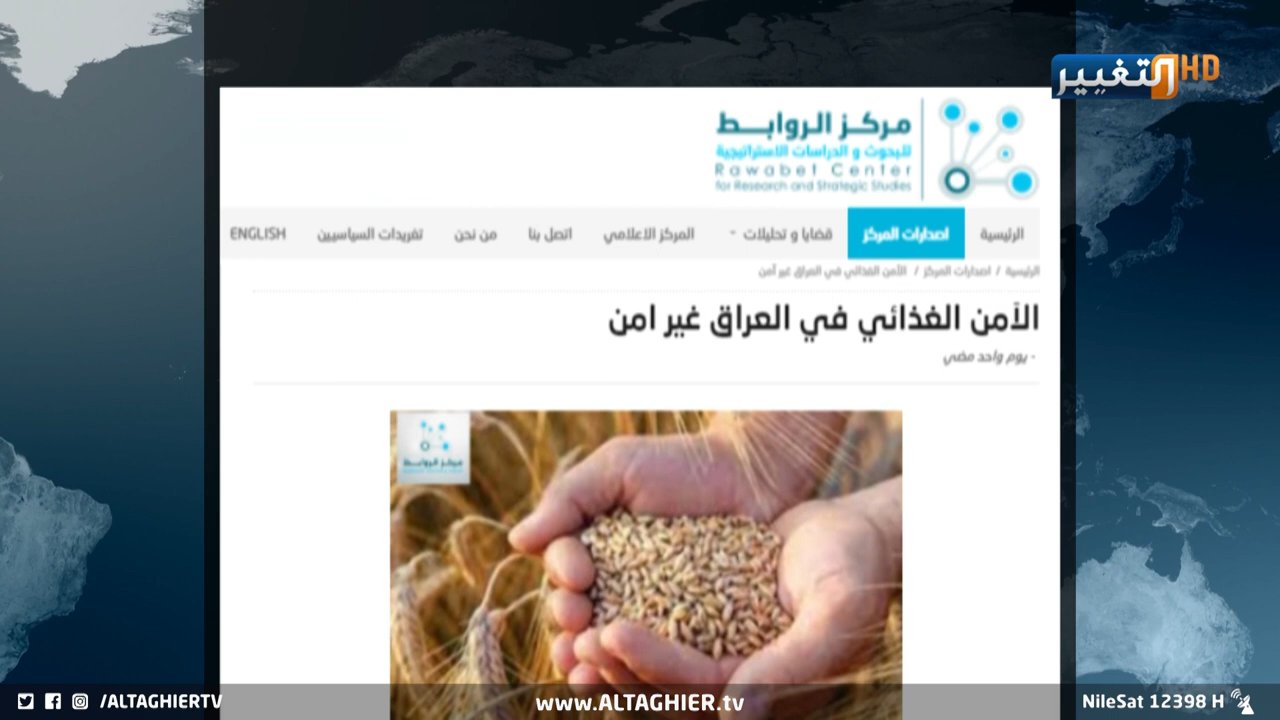 التغيير HD
مركز الروابط
للبحوث و الدراسات الاستراتيجية
Rawabet Center
for Research and Strategic Studies
الرئيسية اصدارات المركز قضايا و تحليلات المركز الاعلامي اتصل بنا من نحن تغريدات السياسيين ENGLISH
الرئيسية / اصدارات المركز / الأمن الغذائي في العراق غير آمن
الأمن الغذائي في العراق غير امن
- يوم واحد مضي
مركز الروابط
/ALTAGHIERTV www.ALTAGHIER.tv NileSat 12398 H